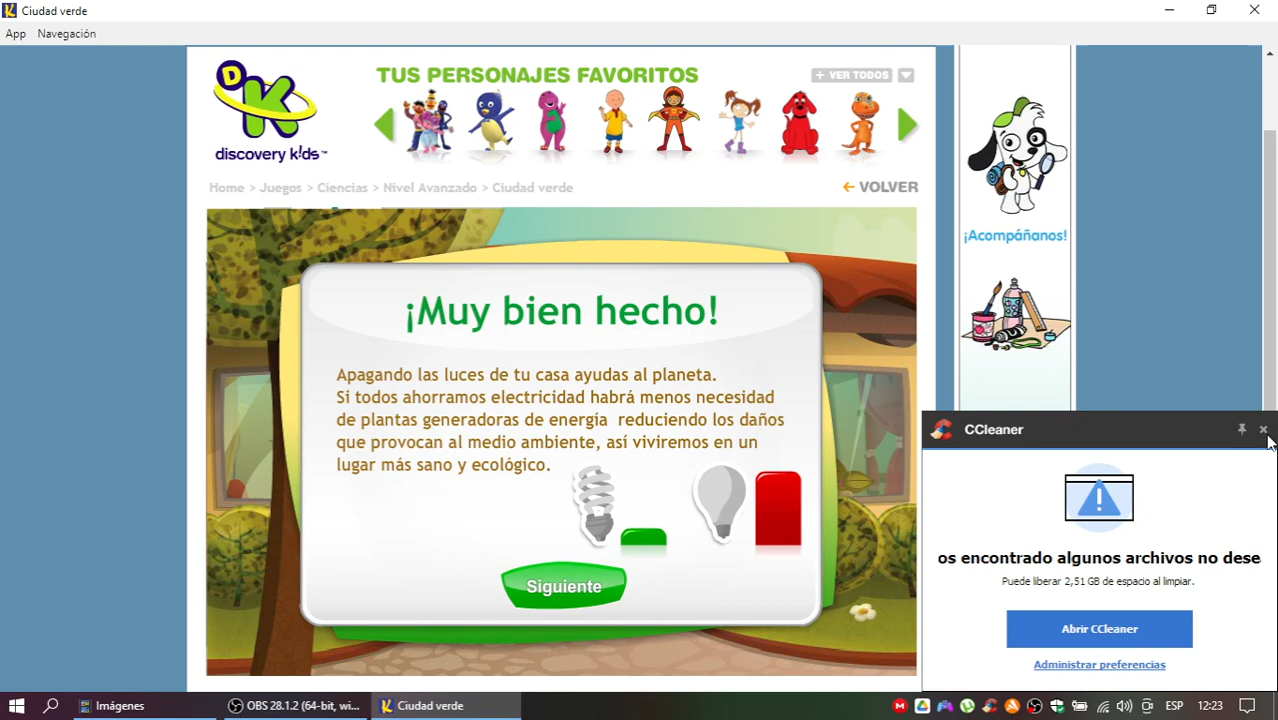 Ciudad verde
App Navegación
D K
discovery k!ds™
TUS PERSONAJES FAVORITOS
+ VER TODOS
Home > Juegos > Ciencias > Nivel Avanzado > Ciudad verde
VOLVER
¡Acompáñanos!
¡Muy bien hecho!
Apagando las luces de tu casa ayudas al planeta.
Si todos ahorramos electricidad habrá menos necesidad
de plantas generadoras de energía reduciendo los daños
que provocan al medio ambiente, así viviremos en un
lugar más sano y ecológico.
Siguiente
CCleaner
os encontrado algunos archivos no dese
Puede liberar 2,51 GB de espacio al limpiar.
Abrir CCleaner
Administrar preferencias
Imágenes
OBS 28.1.2 (64-bit, wi...
Ciudad verde
ESP
12:23